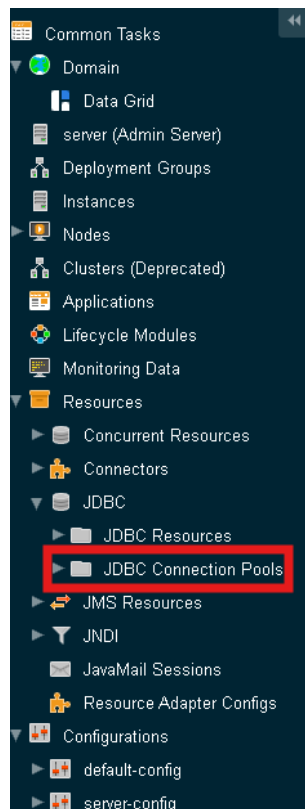 Common Tasks
Domain
Data Grid
server (Admin Server)
Deployment Groups
Instances
Nodes
Clusters (Deprecated)
Applications
Lifecycle Modules
Monitoring Data
Resources
Concurrent Resources
Connectors
JDBC
JDBC Resources
JDBC Connection Pools
JMS Resources
JNDI
JavaMail Sessions
Resource Adapter Configs
Configurations
default-config
server-config